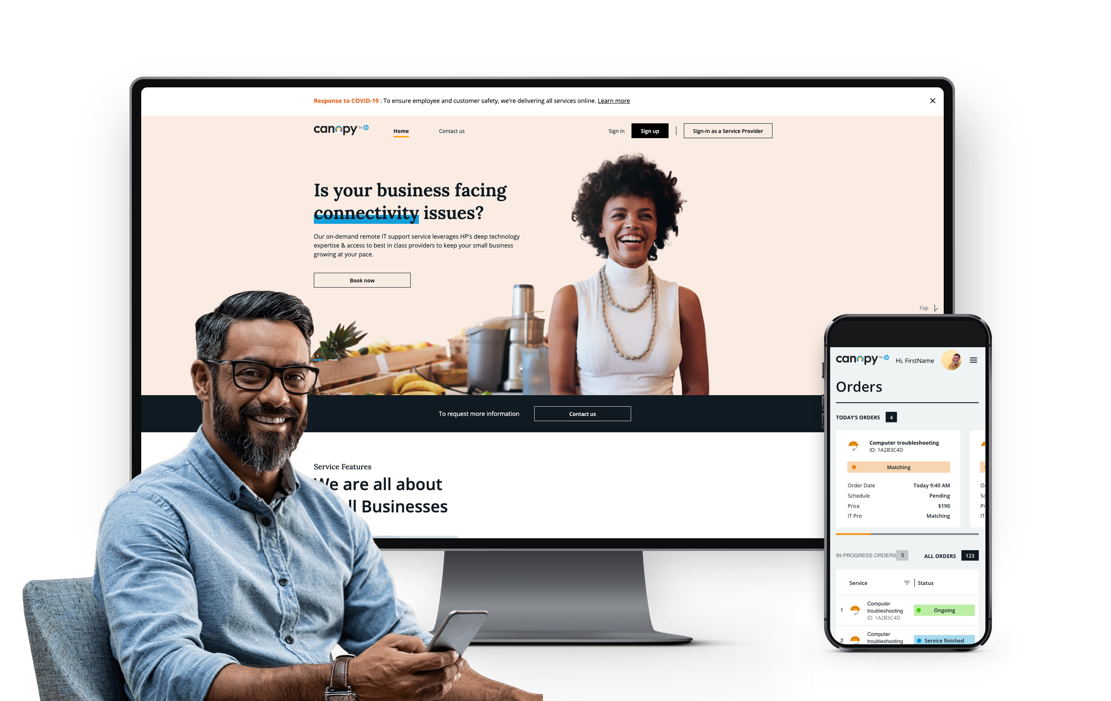 Response to COVID-19 : To ensure employee and customer safety, we're delivering all services online. Learn more
canopy BY hp
Home
Contact us
Sign in
Sign up
Sign-in as a Service Provider
Is your business facing
connectivity issues?
Our on-demand remote IT support service leverages HP's deep technology
expertise & access to best in class providers to keep your small business
growing at your pace.
Book now
Top
To request more information
Contact us
Service Features
We are all about
Businesses
canopy BY hp
Hi, FirstName
Orders
TODAY'S ORDERS 4
Computer troubleshooting
ID: 1A2B3C4D
Matching
Order Date Today 9:40 AM
Schedule Pending
Price $190
IT Pro Matching
IN-PROGRESS ORDERS 5
ALL ORDERS 123
Service
Status
1
Computer
troubleshooting
ID: 1A2B3C4D
Ongoing
2
Computer
troubleshooting
Service finished